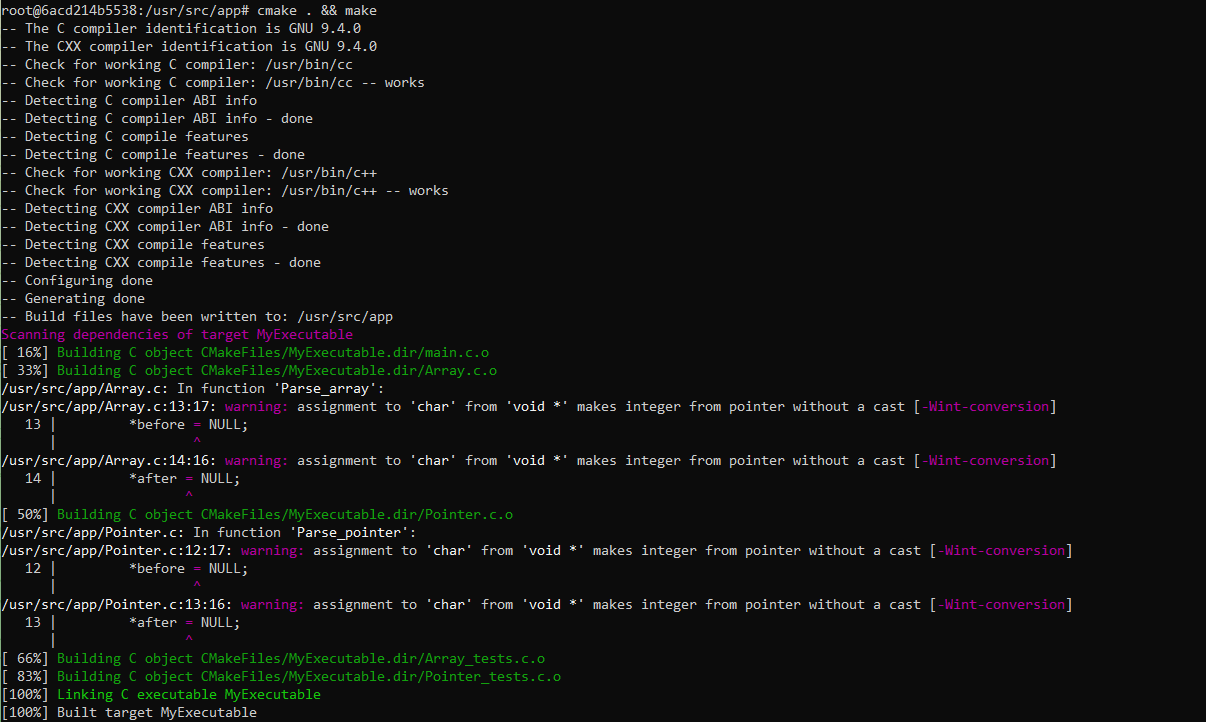 root@6acd214b5538:/usr/src/app# cmake . && make
-- The C compiler identification is GNU 9.4.0
-- The CXX compiler identification is GNU 9.4.0
-- Check for working C compiler: /usr/bin/cc
-- Check for working C compiler: /usr/bin/cc -- works
-- Detecting C compiler ABI info
-- Detecting C compiler ABI info - done
-- Detecting C compile features
-- Detecting C compile features - done
-- Check for working CXX compiler: /usr/bin/c++
-- Check for working CXX compiler: /usr/bin/c++ -- works
-- Detecting CXX compiler ABI info
-- Detecting CXX compiler ABI info - done
-- Detecting CXX compile features
-- Detecting CXX compile features - done
-- Configuring done
-- Generating done
-- Build files have been written to: /usr/src/app
Scanning dependencies of target MyExecutable
[ 16%] Building C object CMakeFiles/MyExecutable.dir/main.c.o
[ 33%] Building C object CMakeFiles/MyExecutable.dir/Array.c.o
/usr/src/app/Array.c: In function 'Parse_array':
/usr/src/app/Array.c:13:17: warning: assignment to 'char' from 'void *' makes integer from pointer without a cast [-Wint-conversion]
   13 |         *before = NULL;
      |                 ^
/usr/src/app/Array.c:14:16: warning: assignment to 'char' from 'void *' makes integer from pointer without a cast [-Wint-conversion]
   14 |         *after = NULL;
      |                ^
[ 50%] Building C object CMakeFiles/MyExecutable.dir/Pointer.c.o
/usr/src/app/Pointer.c: In function 'Parse_pointer':
/usr/src/app/Pointer.c:12:17: warning: assignment to 'char' from 'void *' makes integer from pointer without a cast [-Wint-conversion]
   12 |         *before = NULL;
      |                 ^
/usr/src/app/Pointer.c:13:16: warning: assignment to 'char' from 'void *' makes integer from pointer without a cast [-Wint-conversion]
   13 |         *after = NULL;
      |                ^
[ 66%] Building C object CMakeFiles/MyExecutable.dir/Array_tests.c.o
[ 83%] Building C object CMakeFiles/MyExecutable.dir/Pointer_tests.c.o
[100%] Linking C executable MyExecutable
[100%] Built target MyExecutable